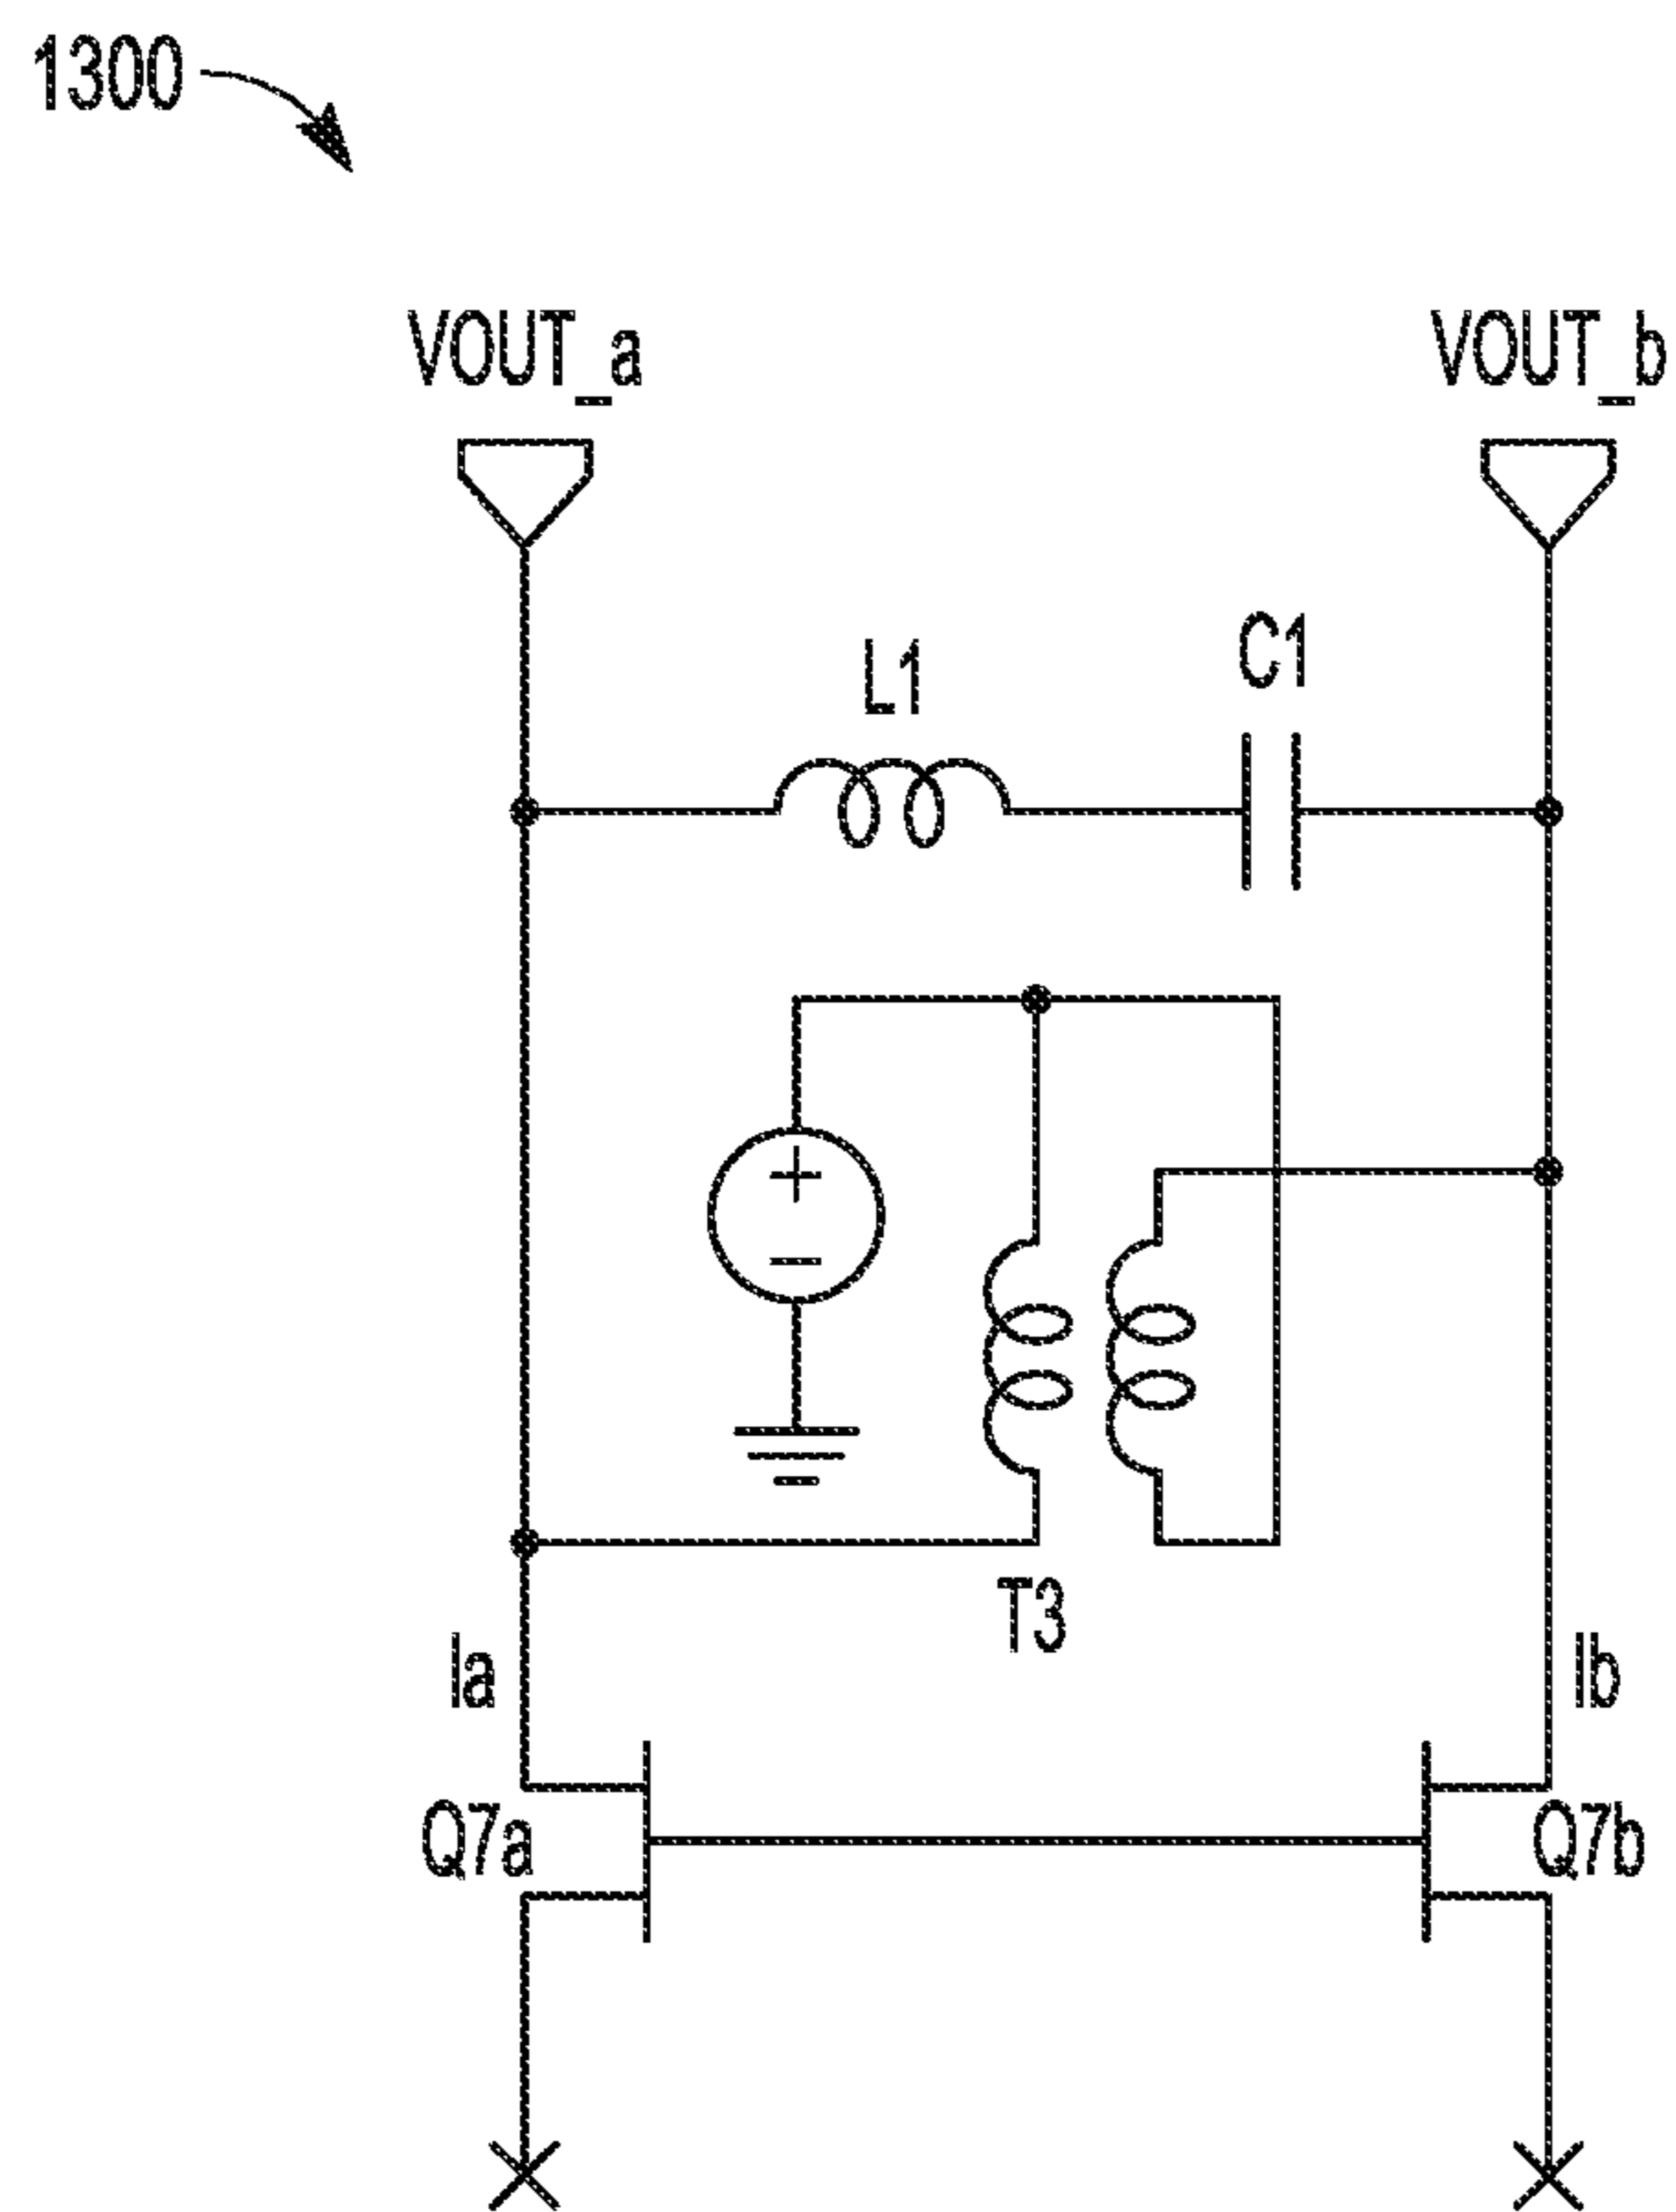 1300
VOUT_a
VOUT_b
L1
C1
+
−
T3
Ia
Ib
Q7a
Q7b